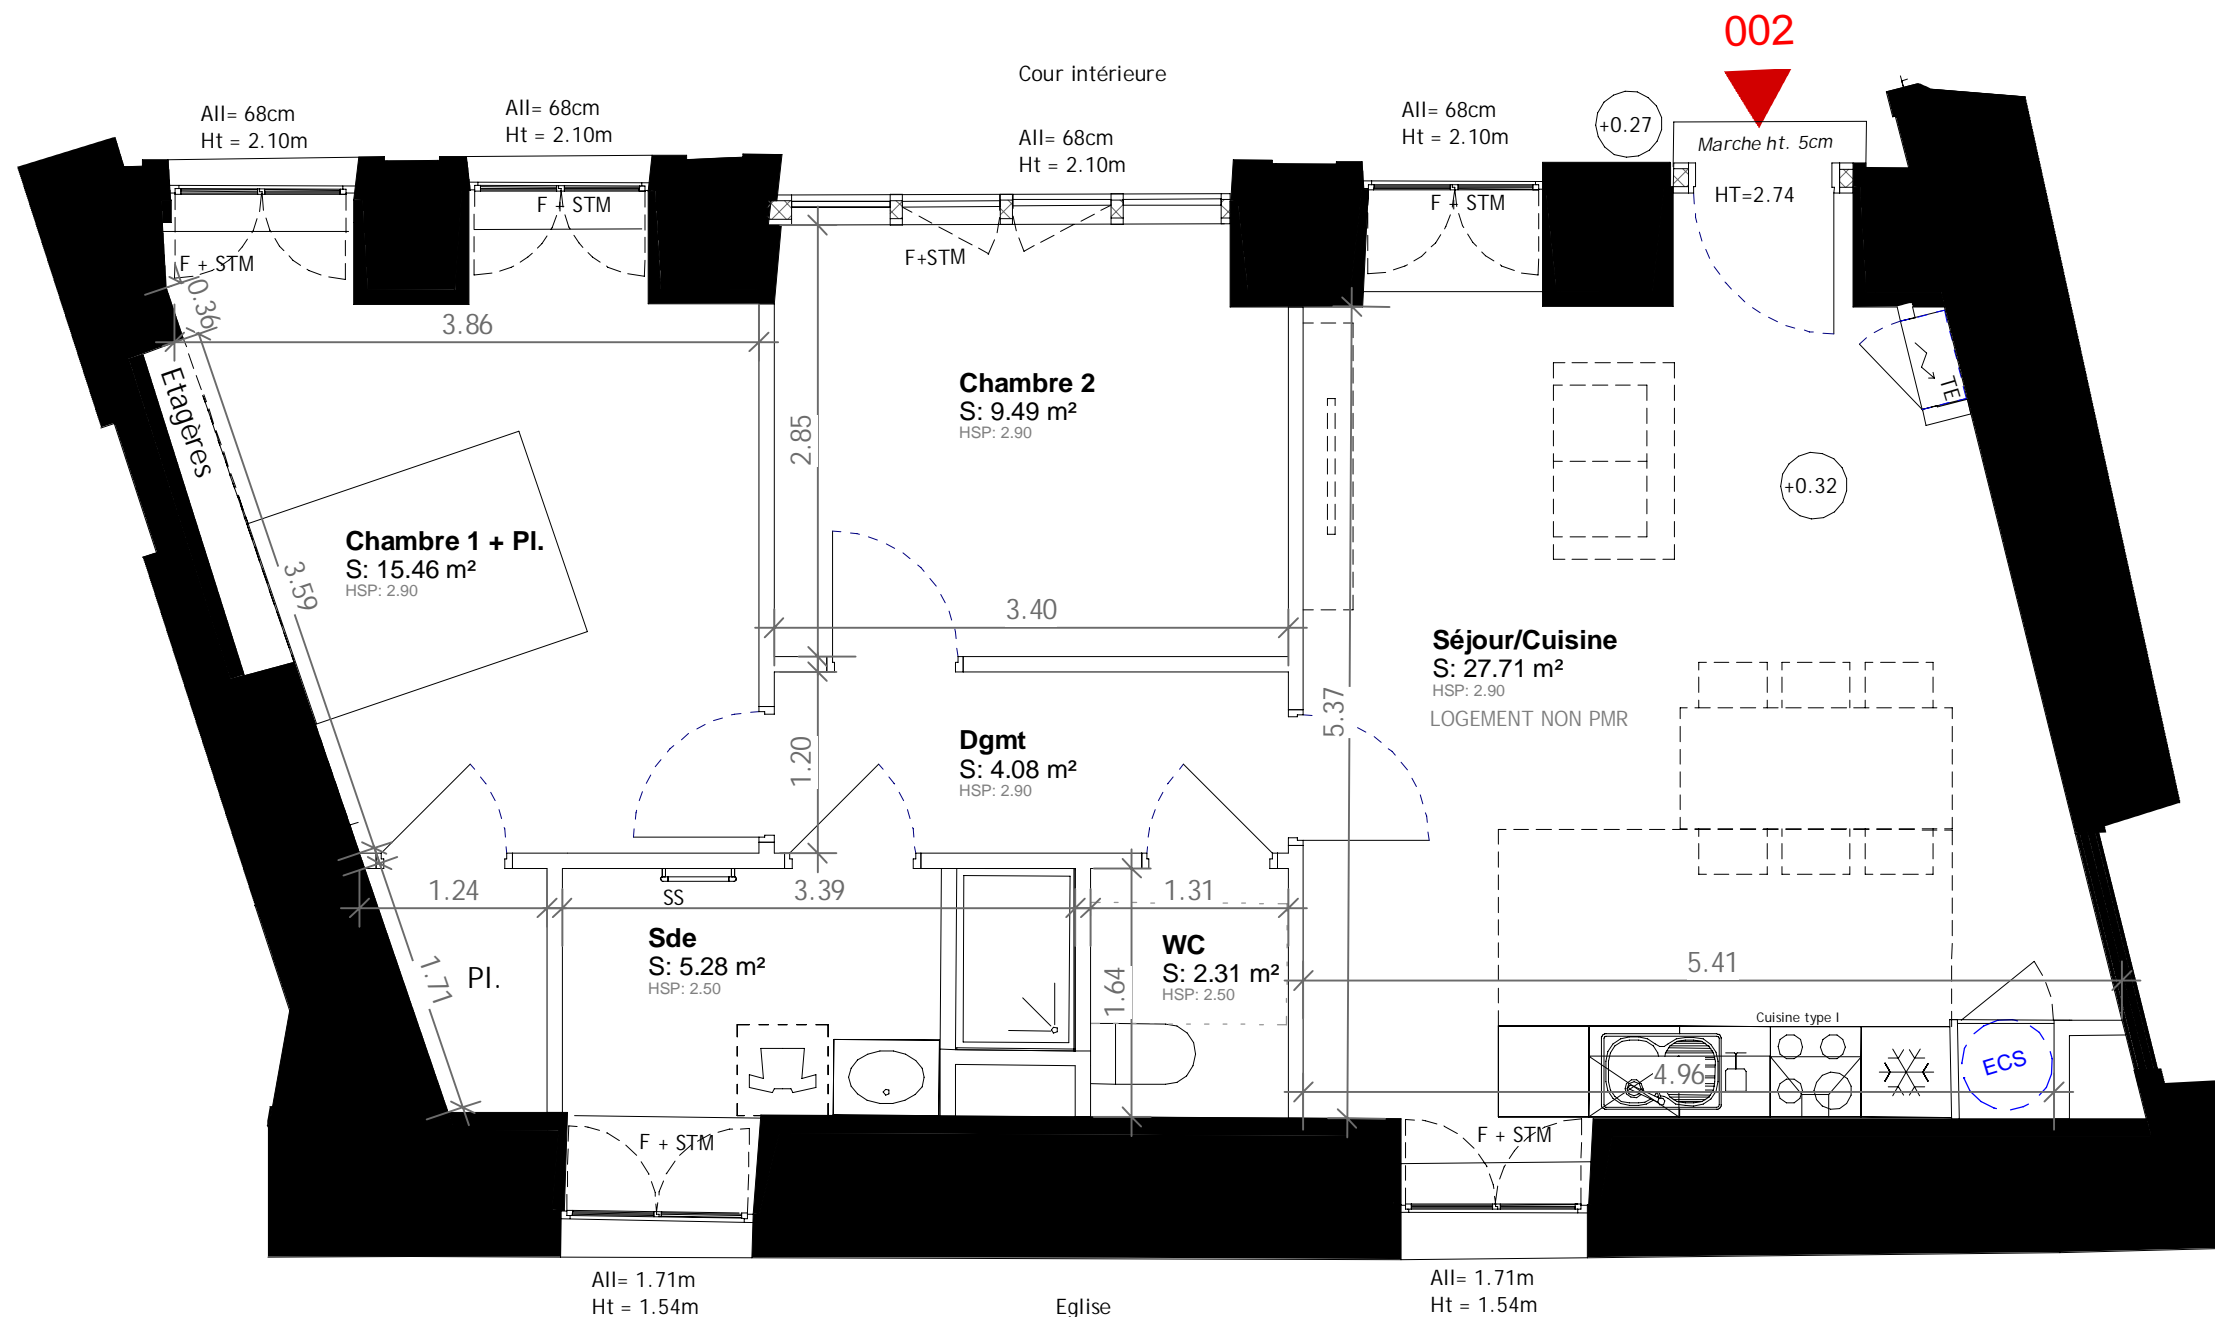 002
Cour intérieure
All= 68cm
Ht = 2.10m
All= 68cm
Ht = 2.10m
All= 68cm
Ht = 2.10m
All= 68cm
Ht = 2.10m
+0.27
Marche ht. 5cm
HT=2.74
F + STM
F + STM
F+STM
F + STM
0.36
3.86
Etagères
TE
Chambre 2
S: 9.49 m²
HSP: 2.90
2.85
+0.32
Chambre 1 + Pl.
S: 15.46 m²
HSP: 2.90
3.59
3.40
Séjour/Cuisine
S: 27.71 m²
HSP: 2.90
LOGEMENT NON PMR
5.37
Dgmt
S: 4.08 m²
HSP: 2.90
1.20
1.24
SS
3.39
1.31
Sde
S: 5.28 m²
HSP: 2.50
WC
S: 2.31 m²
HSP: 2.50
1.71
Pl.
1.64
5.41
Cuisine type I
4.96
ECS
F + STM
F + STM
All= 1.71m
Ht = 1.54m
Eglise
All= 1.71m
Ht = 1.54m